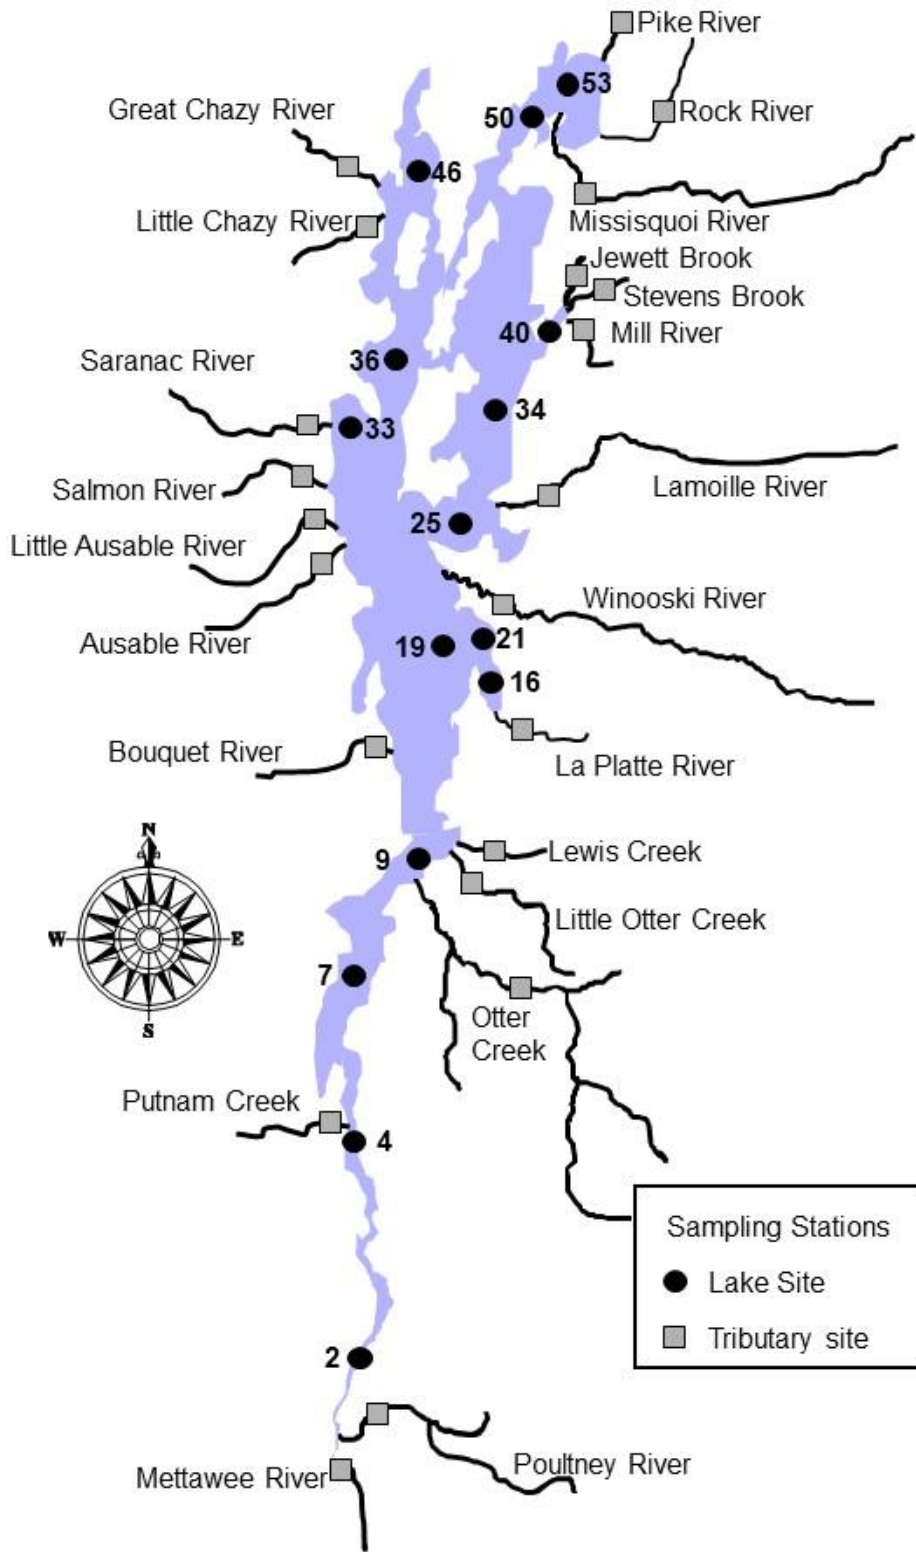 Pike River
53
Great Chazy River
50
Rock River
46
Little Chazy River
Missisquoi River
Jewett Brook
Stevens Brook
40
Mill River
Saranac River
36
34
33
Salmon River
Lamoille River
25
Little Ausable River
Winooski River
Ausable River
19
21
16
Bouquet River
La Platte River
N
W
E
S
9
Lewis Creek
Little Otter Creek
7
Otter
Creek
Putnam Creek
4
Sampling Stations
Lake Site
Tributary site
2
Mettawee River
Poultney River